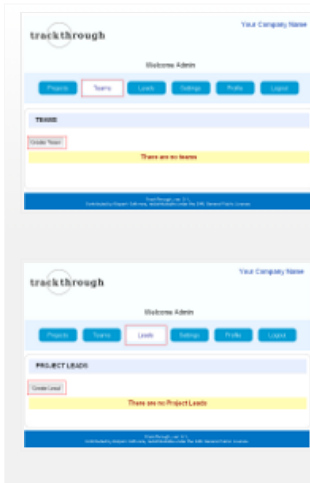 Your Company Name
trackthrough
Welcome Admin
Projects Teams Leads Settings Profile Logout
TEAMS
Create Team
There are no teams
Your Company Name
trackthrough
Welcome Admin
Projects Teams Leads Settings Profile Logout
PROJECT LEADS
Create Lead
There are no Project Leads